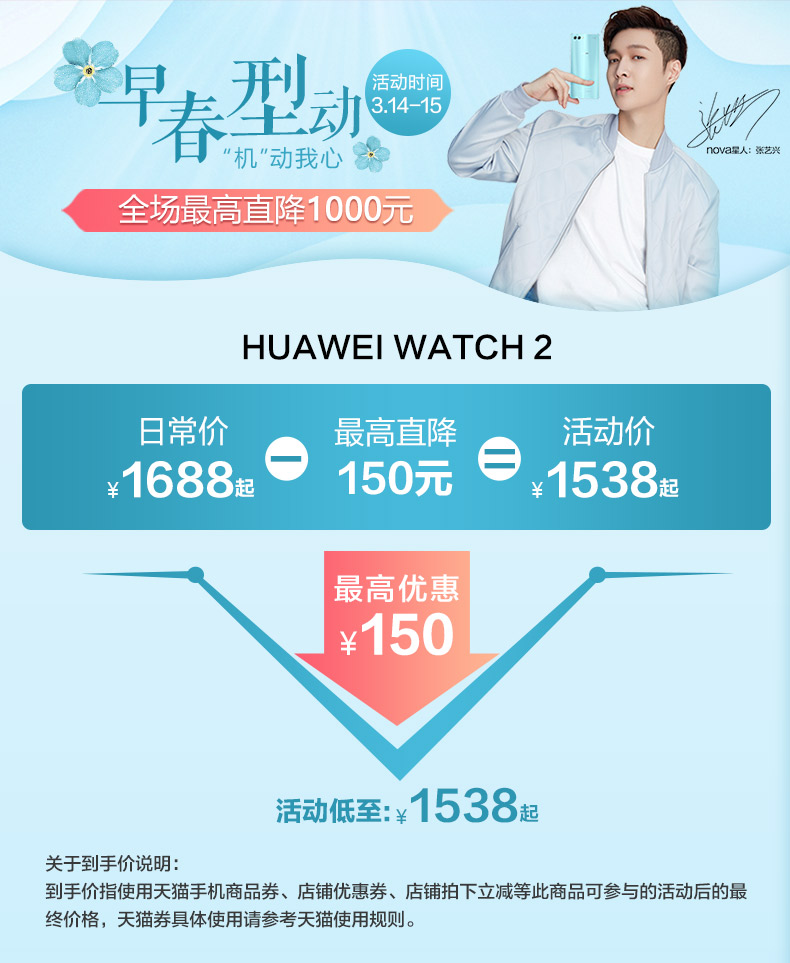 早春型动
活动时间
3.14-15
“机”动我心
nova星人：张艺兴
全场最高直降1000元
HUAWEI WATCH 2
日常价
¥1688起
最高直降
150元
活动价
¥1538起
最高优惠
¥150
活动低至:¥1538起
关于到手价说明：
到手价指使用天猫手机商品券、店铺优惠券、店铺拍下立减等此商品可参与的活动后的最
终价格，天猫券具体使用请参考天猫使用规则。